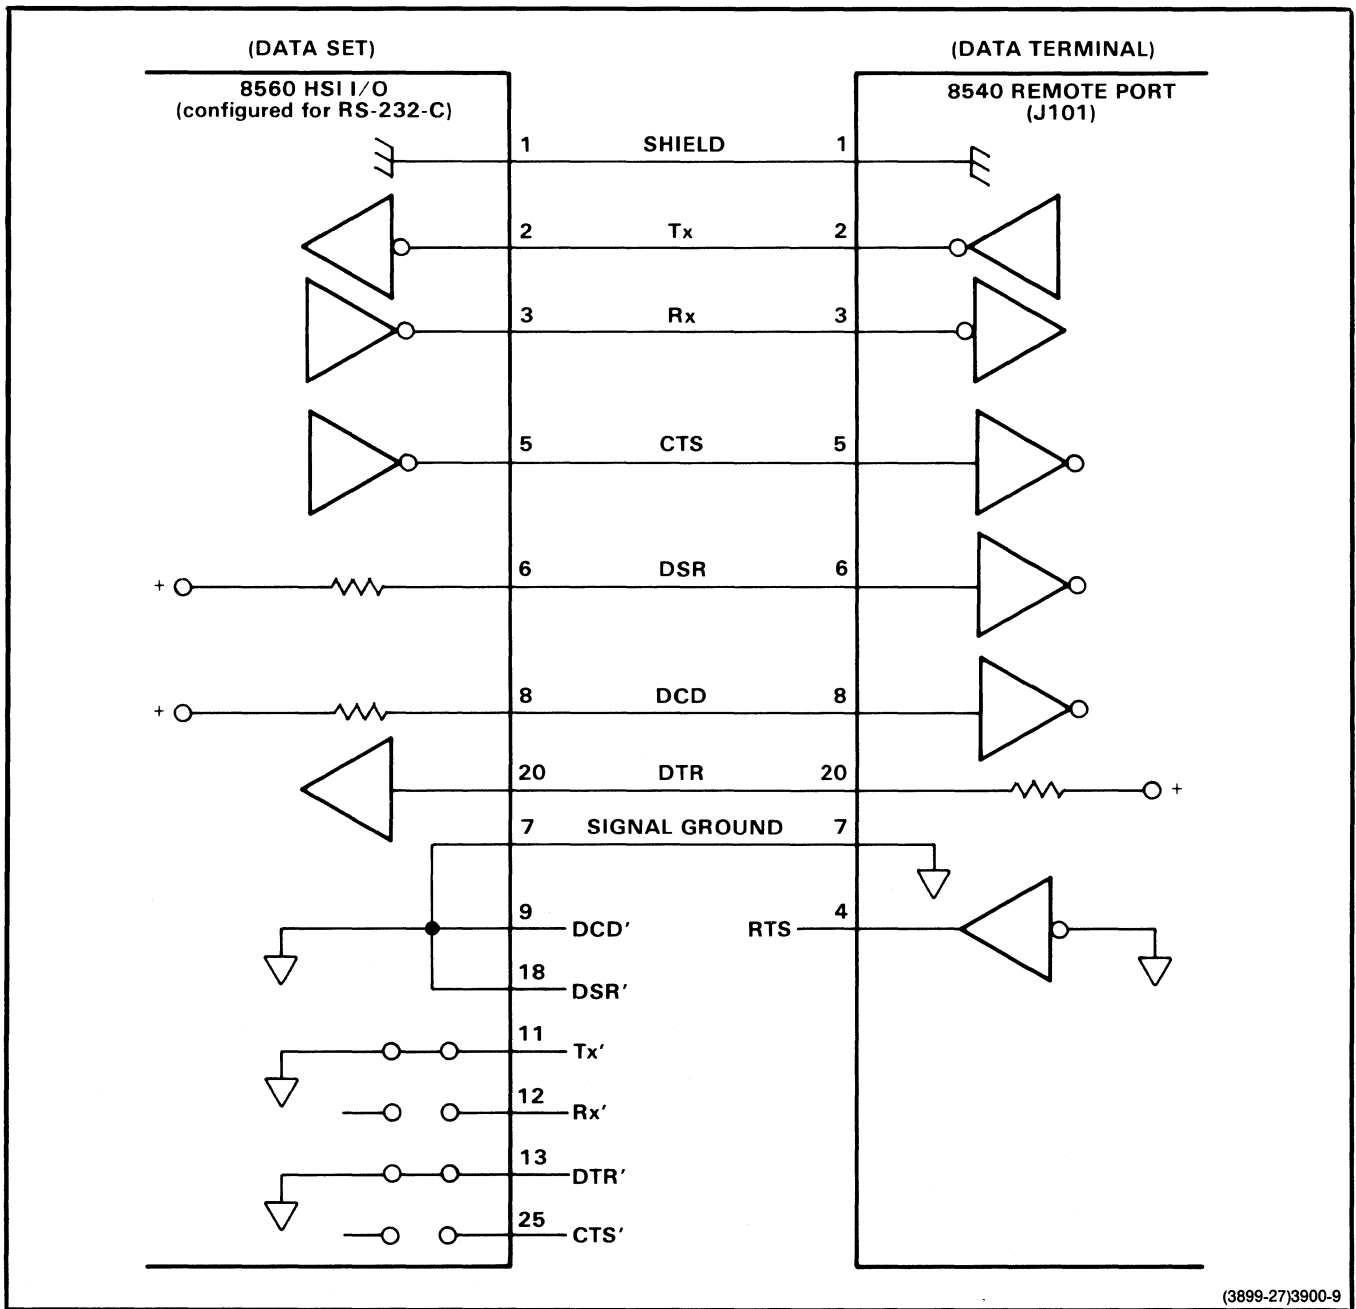 (DATA SET) (DATA TERMINAL)
8560 HSI I/O 8540 REMOTE PORT
(configured for RS-232-C) (J101)
1 SHIELD 1
2 Tx 2
3 Rx 3
5 CTS 5
+ 6 DSR 6
+ 8 DCD 8
20 DTR 20 +
7 SIGNAL GROUND 7
9 DCD' RTS 4
18 DSR'
11 Tx'
12 Rx'
13 DTR'
25 CTS'
(3899-27)3900-9